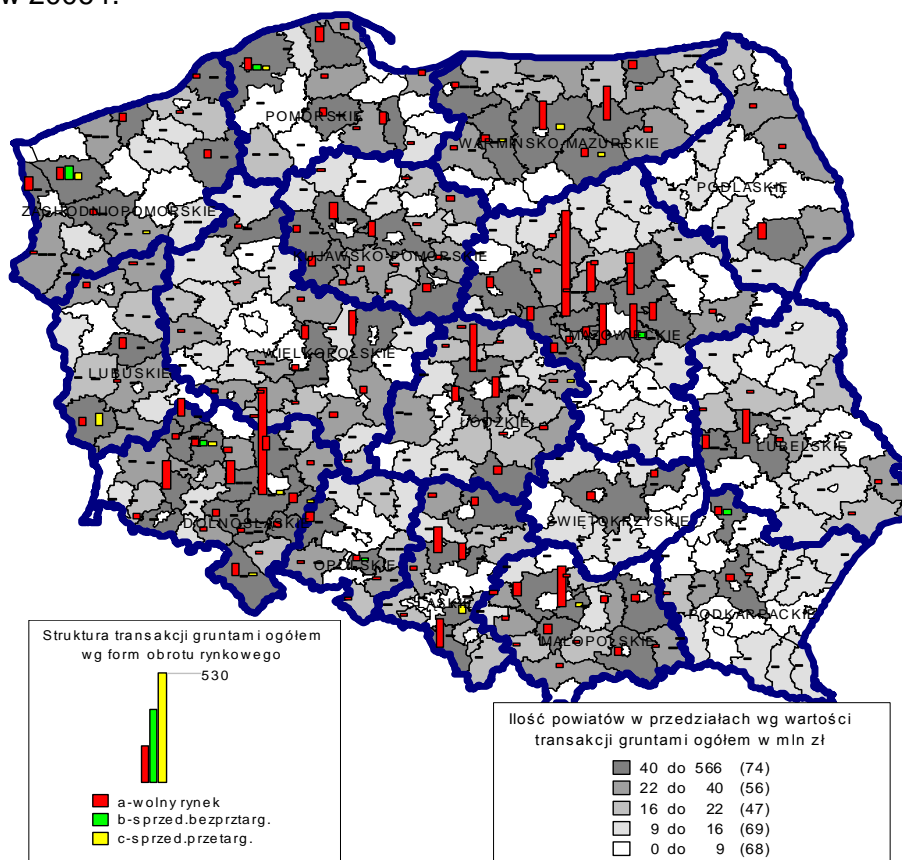 POMORSKIE
WARMIŃSKO-MAZURSKIE
PODLASKIE
ZACHODNIOPOMORSKIE
KUJAWSKO-POMORSKIE
MAZOWIECKIE
WIELKOPOLSKIE
LUBUSKIE
ŁÓDZKIE
LUBELSKIE
DOLNOŚLĄSKIE
ŚWIĘTOKRZYSKIE
OPOLSKIE
ŚLĄSKIE
PODKARPACKIE
MAŁOPOLSKIE
Struktura transakcji gruntami ogółem
wg form obrotu rynkowego
530
a-wolny rynek
b-sprzed.bezprztarg.
c-sprzed.przetarg.
Ilość powiatów w przedziałach wg wartości
transakcji gruntami ogółem w mln zł
40 do 566 (74)
22 do 40 (56)
16 do 22 (47)
9 do 16 (69)
0 do 9 (68)